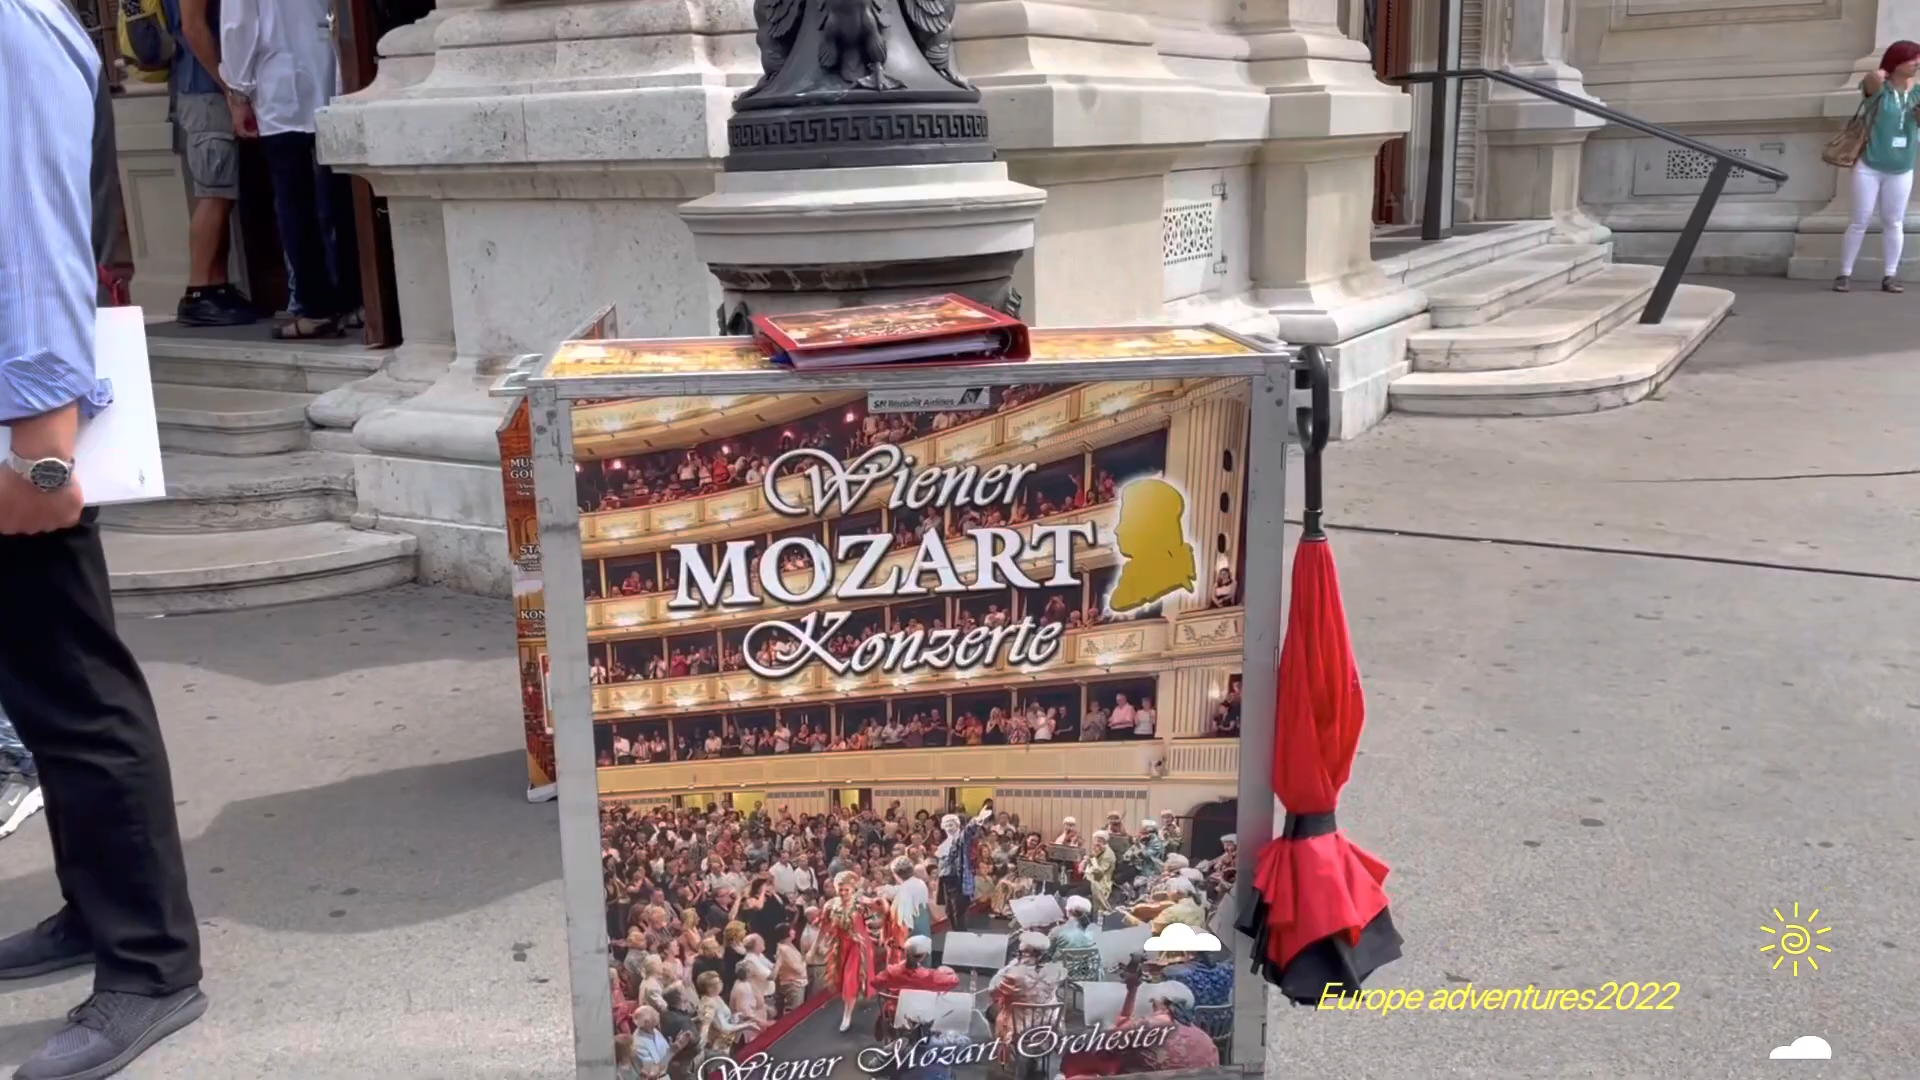 Wiener
MOZART
Konzerte
Wiener Mozart Orchester
Europe adventures2022